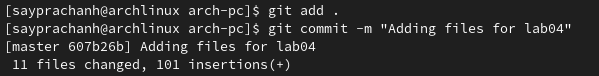 [sayprachanh@archlinux arch-pc]$ git add .
[sayprachanh@archlinux arch-pc]$ git commit -m "Adding files for lab04"
[master 607b26b] Adding files for lab04
 11 files changed, 101 insertions(+)